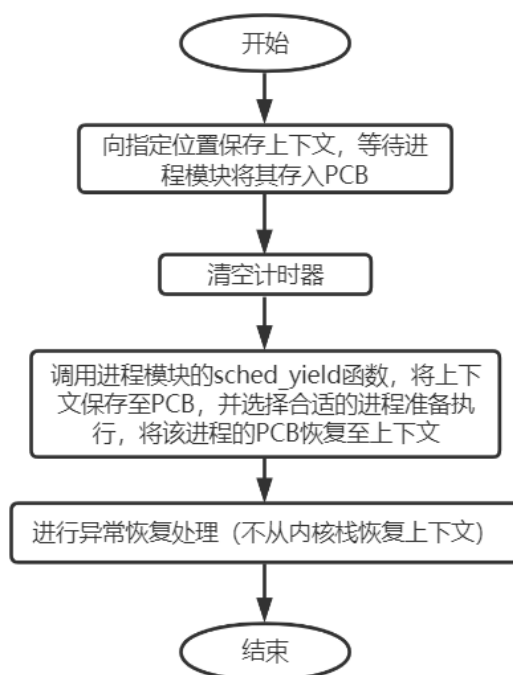 开始
向指定位置保存上下文，等待进
程模块将其存入PCB
清空计时器
调用进程模块的sched_yield函数，将上下
文保存至PCB，并选择合适的进程准备执
行，将该进程的PCB恢复至上下文
进行异常恢复处理（不从内核栈恢复上下文）
结束